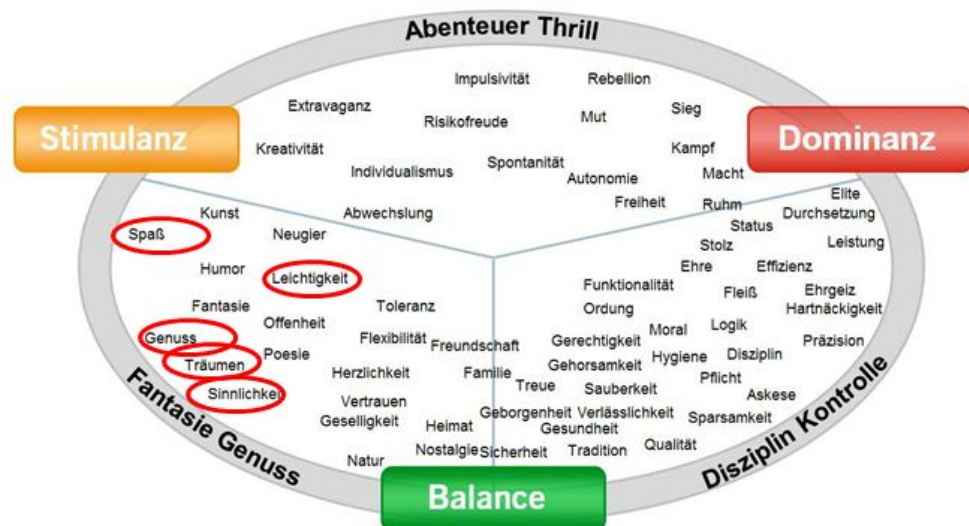 Abenteuer Thrill
Impulsivität
Rebellion
Extravaganz
Sieg
Risikofreude
Mut
Stimulanz
Dominanz
Kreativität
Kampf
Spontanität
Individualismus
Macht
Autonomie
Elite
Freiheit
Ruhm
Kunst
Abwechslung
Durchsetzung
Status
Spaß
Neugier
Stolz
Leistung
Humor
Ehre
Effizienz
Leichtigkeit
Funktionalität
Fleiß
Ehrgeiz
Fantasie
Toleranz
Ordung
Hartnäckigkeit
Offenheit
Logik
Moral
Genuss
Flexibilität
Freundschaft
Gerechtigkeit
Präzision
Poesie
Hygiene
Disziplin
Träumen
Gehorsamkeit
Herzlichkeit
Familie
Pflicht
Treue
Sauberkeit
Sinnlichkeit
Askese
Vertrauen
Geborgenheit
Verlässlichkeit
Sparsamkeit
Geselligkeit
Heimat
Gesundheit
Qualität
Nostalgie
Sicherheit
Tradition
Natur
Fantasie Genuss
Disziplin Kontrolle
Balance